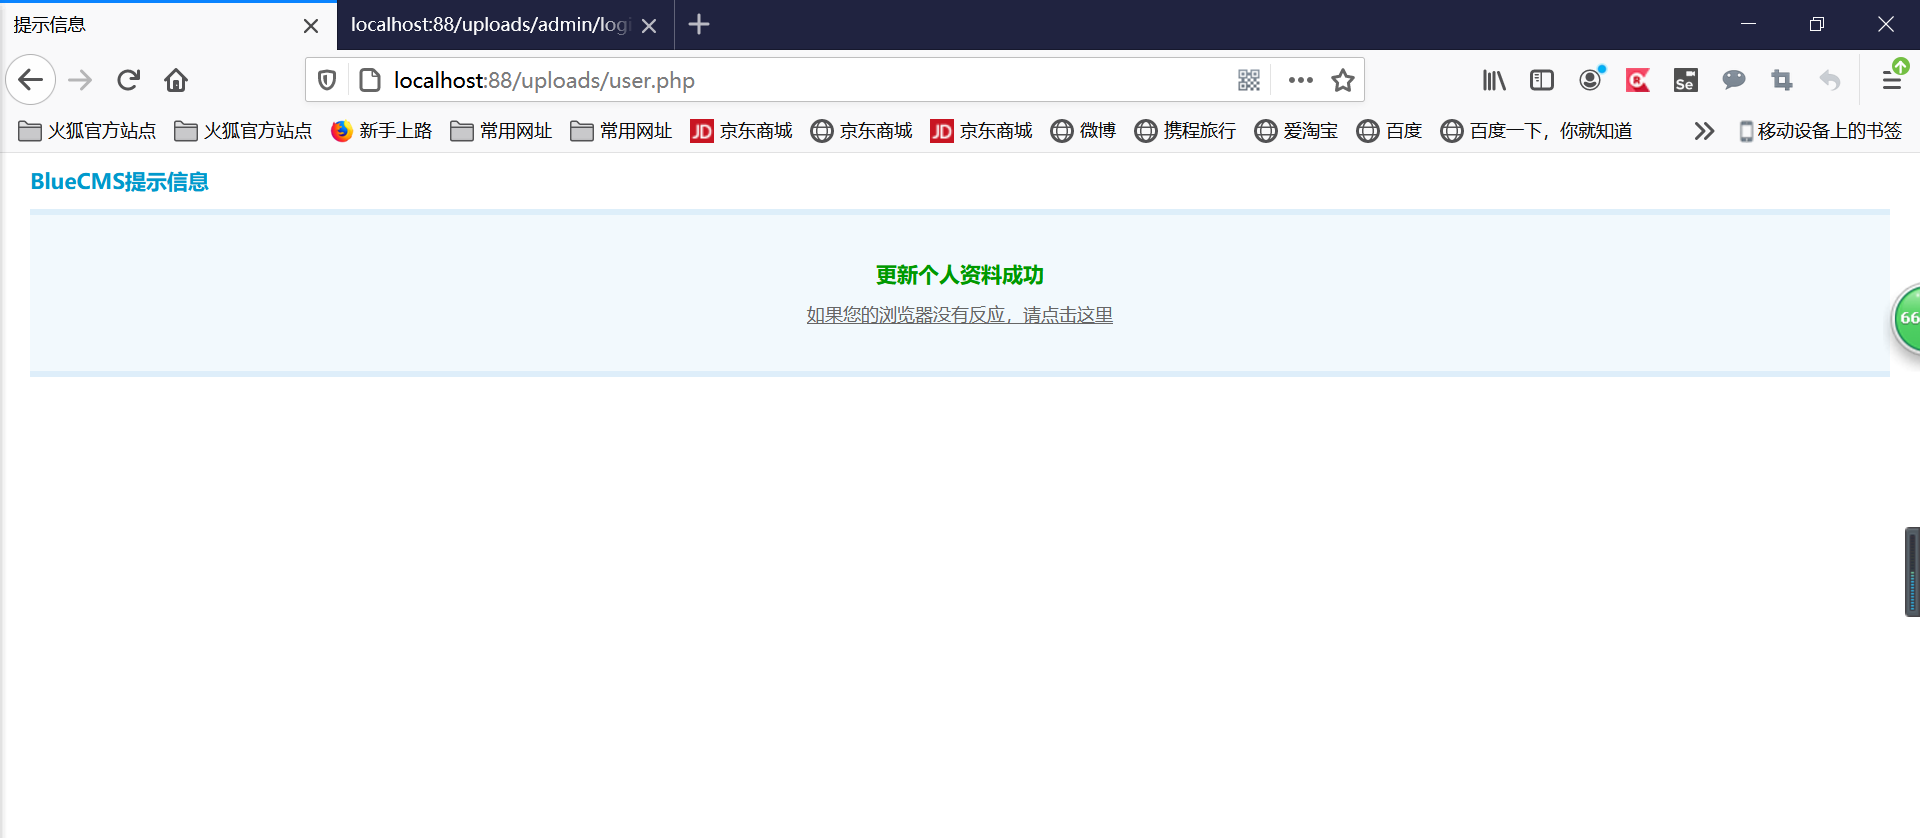 提示信息
localhost:88/uploads/admin/logi
localhost:88/uploads/user.php
火狐官方站点 火狐官方站点 新手上路 常用网址 常用网址 JD 京东商城 京东商城 JD 京东商城 微博 携程旅行 爱淘宝 百度 百度一下，你就知道 移动设备上的书签
BlueCMS提示信息
更新个人资料成功
如果您的浏览器没有反应，请点击这里
66
Se